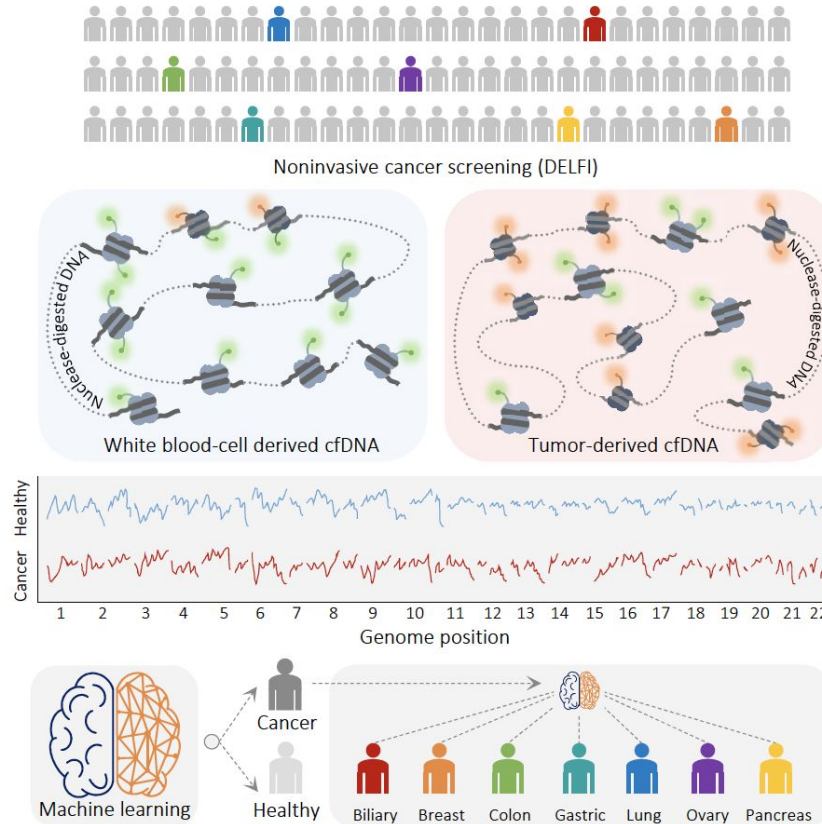 Noninvasive cancer screening (DELFI)
Nuclease-digested DNA
Nuclease-digested DNA
White blood-cell derived cfDNA
Tumor-derived cfDNA
Healthy
Cancer
1 2 3 4 5 6 7 8 9 10 11 12 13 14 15 16 17 18 19 20 21 22
Genome position
Cancer
Machine learning
Healthy
Biliary Breast Colon Gastric Lung Ovary Pancreas